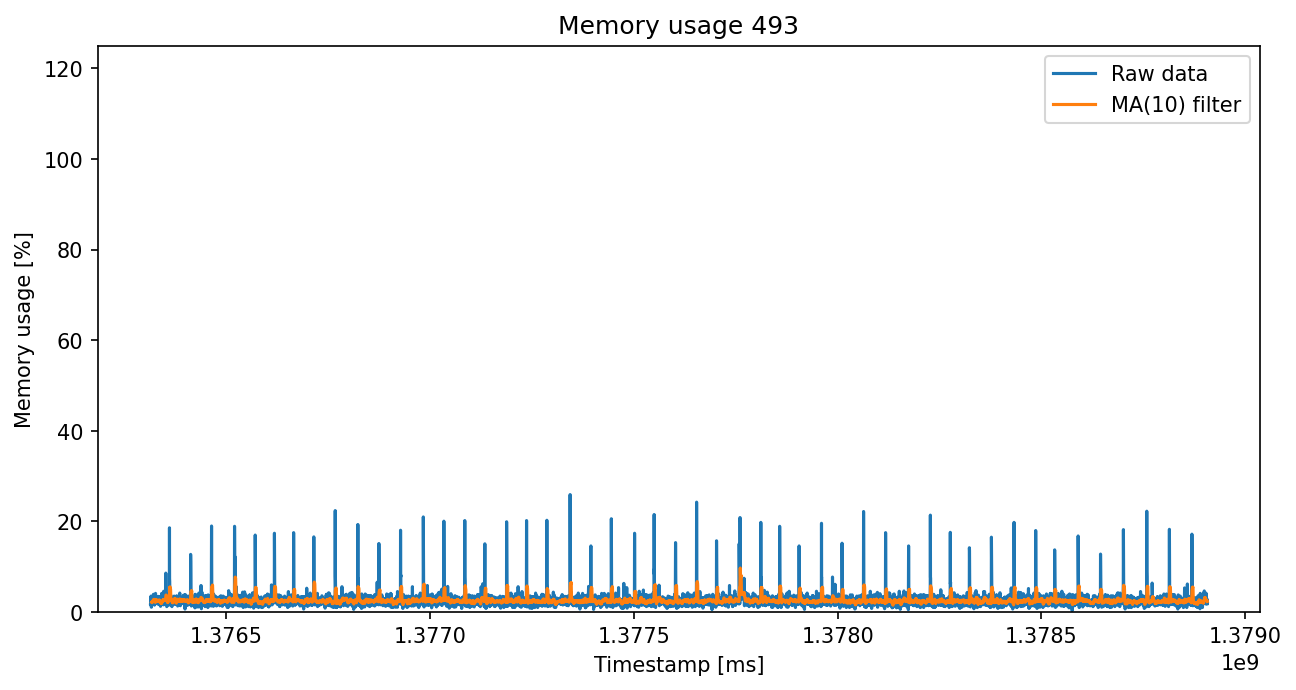 Memory usage 493
Raw data
MA(10) filter
Memory usage [%]
120
100
80
60
40
20
0
1.3765 1.3770 1.3775 1.3780 1.3785 1.3790
1e9
Timestamp [ms]